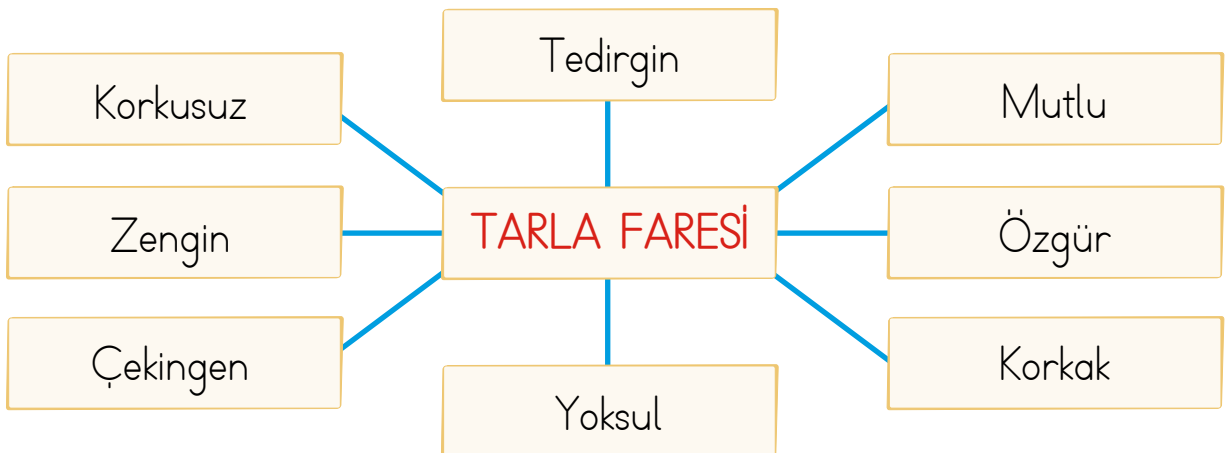 Tedirgin
Korkusuz
Mutlu
Zengin
TARLA FARESİ
Özgür
Çekingen
Korkak
Yoksul